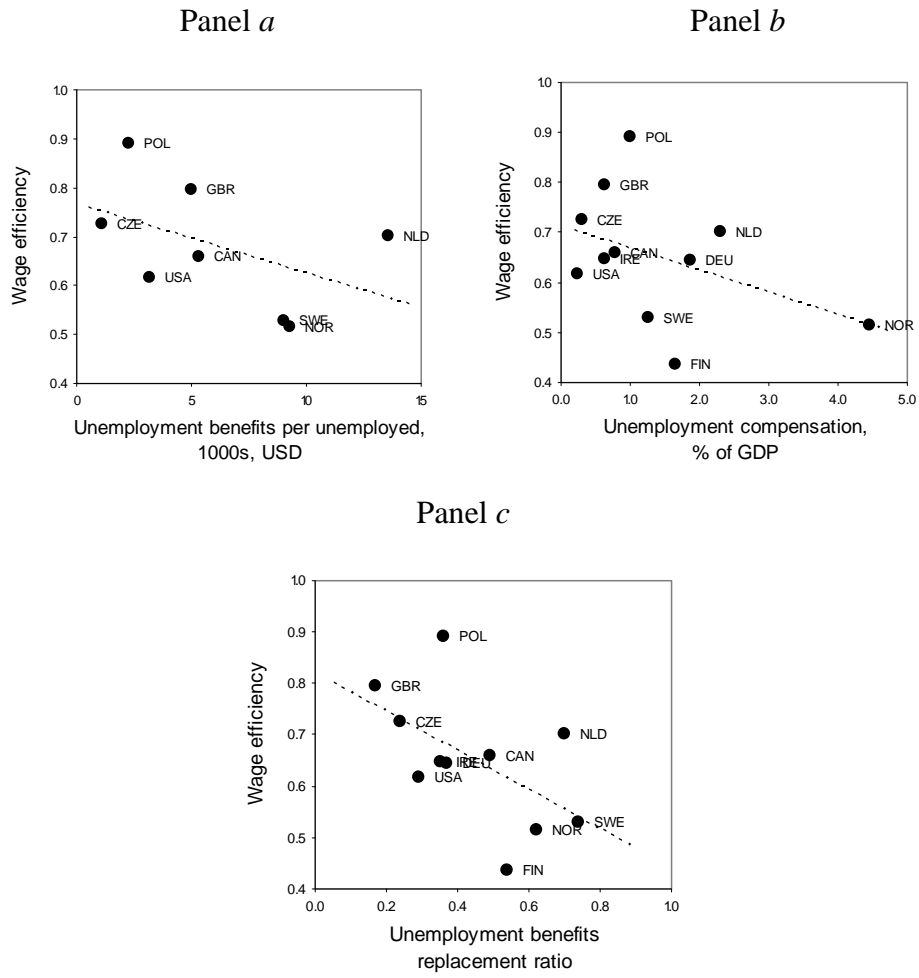 Panel a
Panel b
1.0
0.9
0.8
0.7
0.6
0.5
0.4
Wage efficiency
POL
GBR
CZE
NLD
CAN
USA
SWE
NOR
0
5
10
15
Unemployment benefits per unemployed,
1000s, USD
1.0
0.9
0.8
0.7
0.6
0.5
0.4
Wage efficiency
POL
GBR
CZE
NLD
CAN
IRE
DEU
USA
SWE
NOR
FIN
0.0
1.0
2.0
3.0
4.0
5.0
Unemployment compensation,
% of GDP
Panel c
1.0
0.9
0.8
0.7
0.6
0.5
0.4
Wage efficiency
POL
GBR
CZE
NLD
CAN
IRE
DEU
USA
SWE
NOR
FIN
0.0
0.2
0.4
0.6
0.8
1.0
Unemployment benefits
replacement ratio